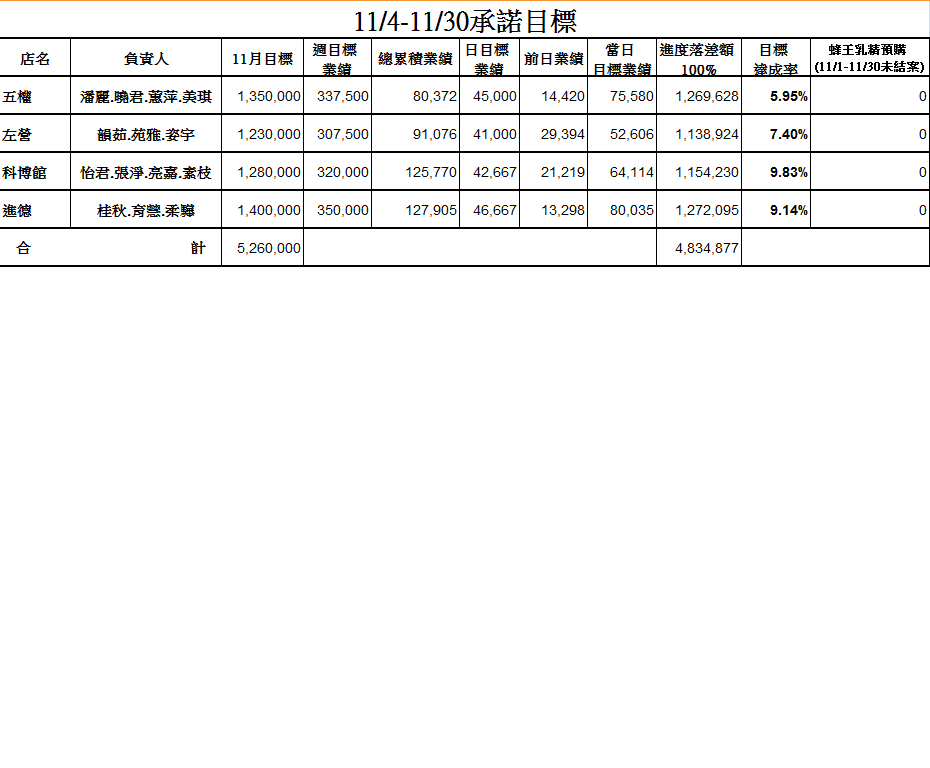 11/4-11/30承諾目標
店名 負責人 11月目標 週目標業績 總累積業績 日目標業績 前日業績 當日目標業績 進度落差額100% 目標達成率 蜂王乳精預購(11/1-11/30未結案)
五權 潘麗.曉君.蕙萍.美琪 1,350,000 337,500 80,372 45,000 14,420 75,580 1,269,628 5.95% 0
左營 韻茹.苑雅.姿宇 1,230,000 307,500 91,076 41,000 29,394 52,606 1,138,924 7.40% 0
科博館 怡君.張淨.亮嘉.素枝 1,280,000 320,000 125,770 42,667 21,219 64,114 1,154,230 9.83% 0
進德 桂秋.育慧.柔驊 1,400,000 350,000 127,905 46,667 13,298 80,035 1,272,095 9.14% 0
合 計 5,260,000 4,834,877